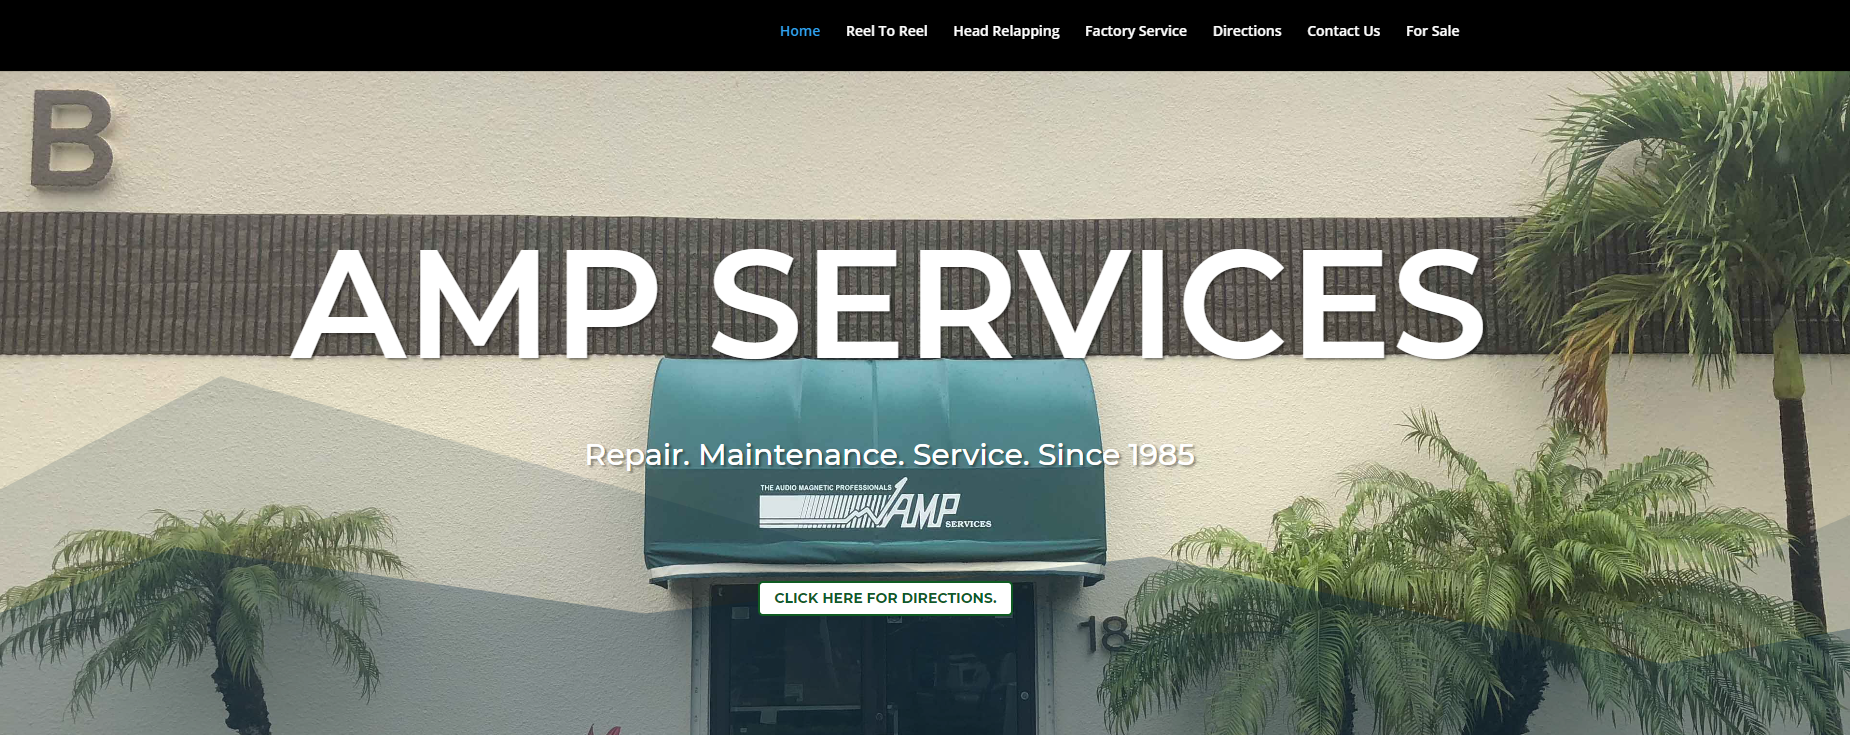 Home Reel To Reel Head Relapping Factory Service Directions Contact Us For Sale
B
AMP SERVICES
Repair. Maintenance. Service. Since 1985
THE AUDIO MAGNETIC PROFESSIONALS
AMP
SERVICES
CLICK HERE FOR DIRECTIONS.
18